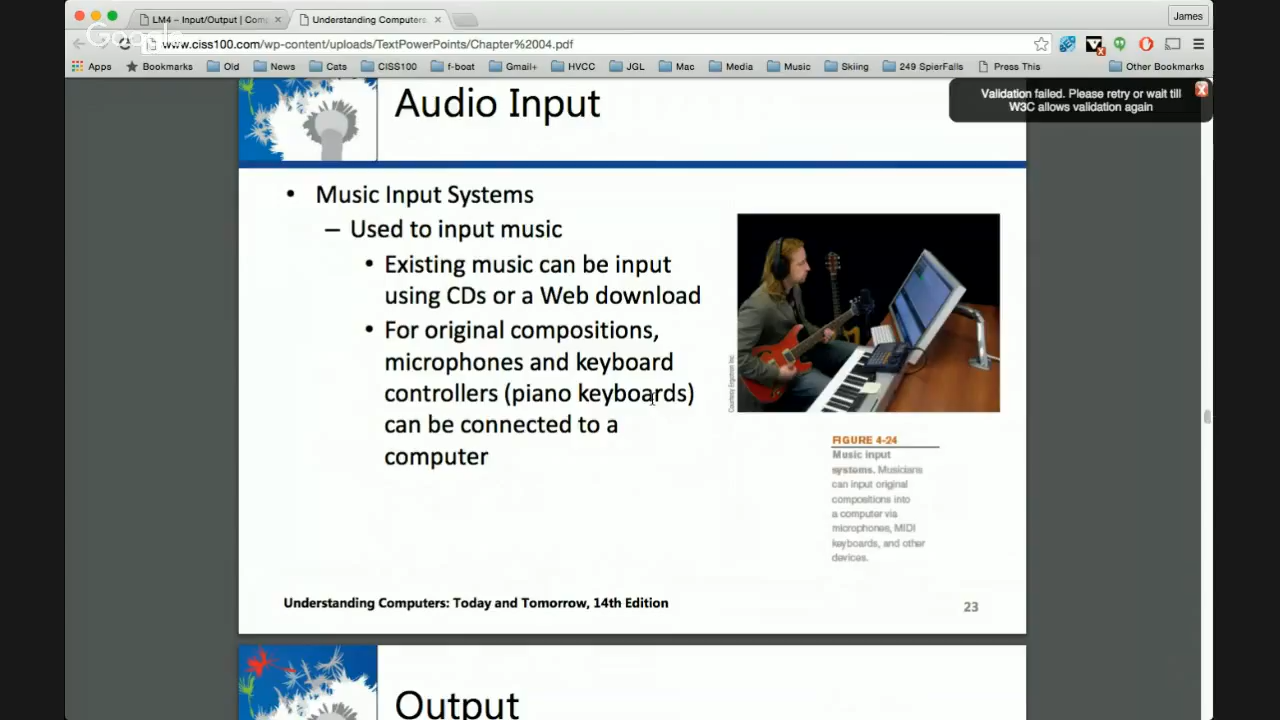 LM4 – Input/Output | Comp
Understanding Computers:
James
Google
www.ciss100.com/wp-content/uploads/TextPowerPoints/Chapter%2004.pdf
Apps Bookmarks Old News Cats CISS100 f-boat Gmail+ HVCC JGL Mac Media Music Skiing 249 SpierFalls Press This Other Bookmarks
Validation failed. Please retry or wait till
W3C allows validation again
Audio Input
• Music Input Systems
– Used to input music
• Existing music can be input
using CDs or a Web download
• For original compositions,
microphones and keyboard
controllers (piano keyboards)
can be connected to a
computer
Courtesy Ergotron Inc.
FIGURE 4-24
Music input
systems. Musicians
can input original
compositions into
a computer via
microphones, MIDI
keyboards, and other
devices.
Understanding Computers: Today and Tomorrow, 14th Edition
23
Output